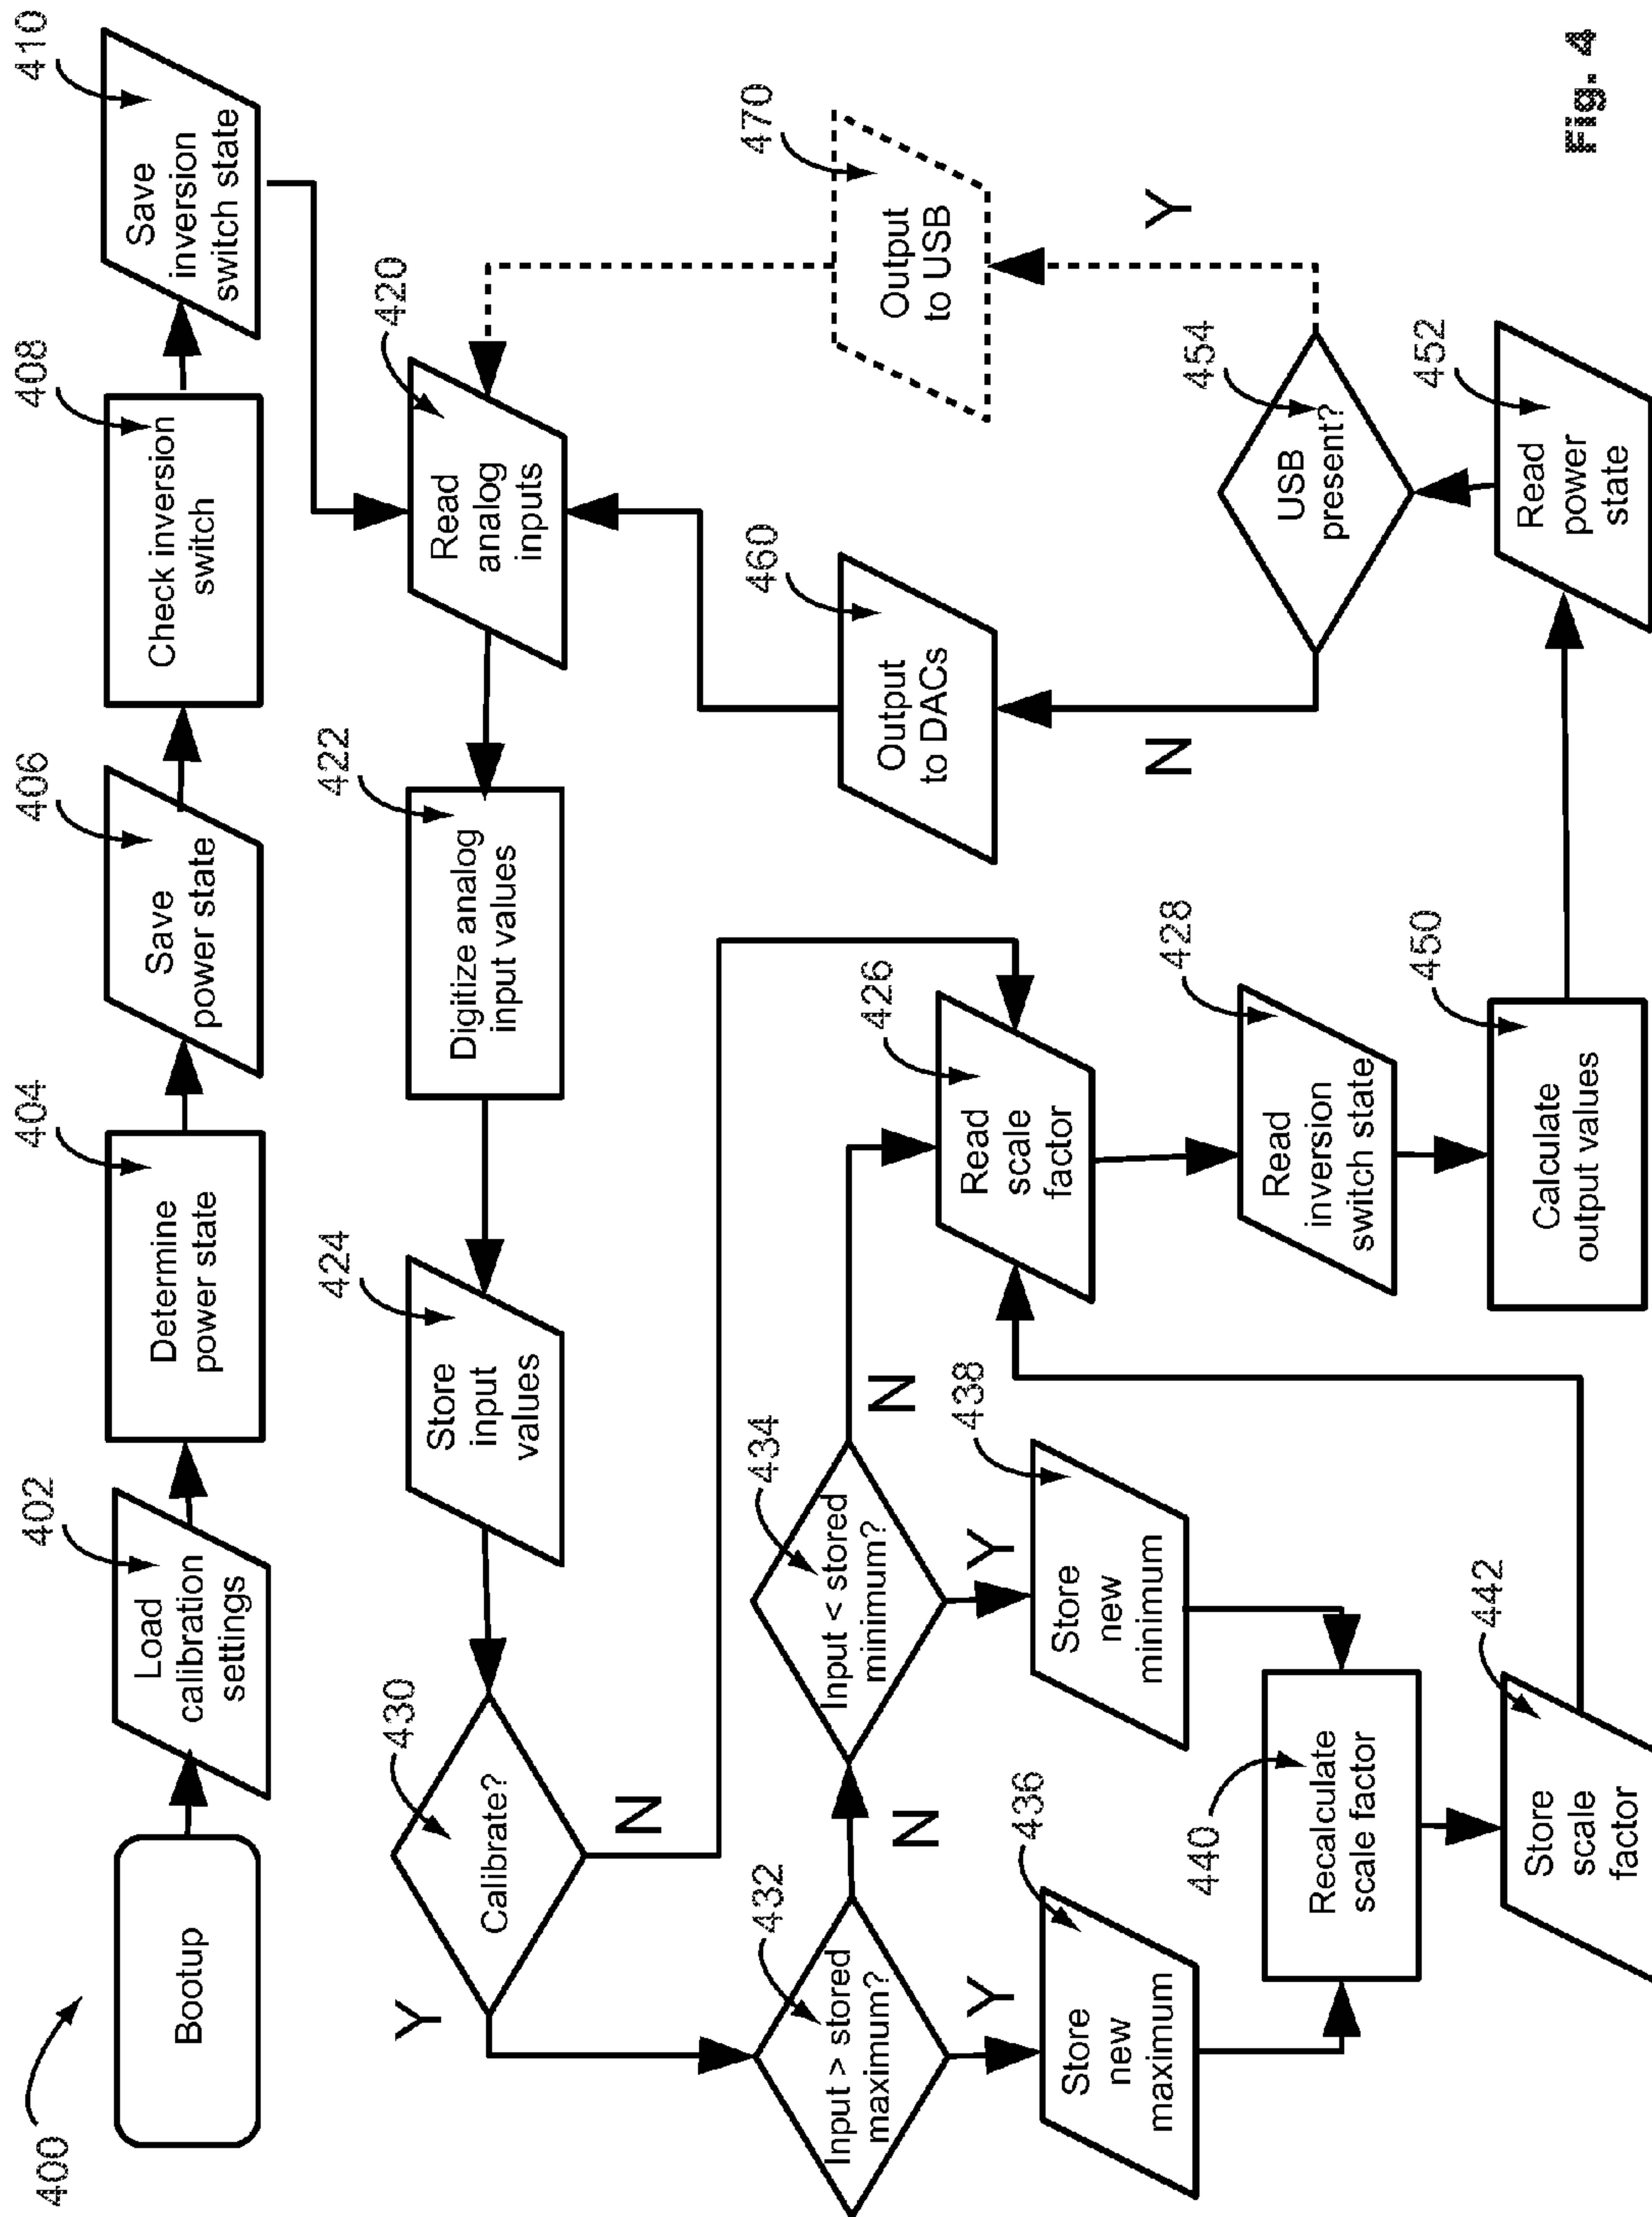 400
Bootup
402
Load
calibration
settings
404
Determine
power state
406
Save
power state
408
Check inversion
switch
410
Save
inversion
switch state
420
Read
analog
inputs
422
Digitize analog
input values
424
Store
input
values
430
Calibrate?
Y
N
432
Input > stored
maximum?
Y
N
434
Input < stored
minimum?
Y
N
436
Store
new
maximum
438
Store
new
minimum
440
Recalculate
scale factor
442
Store
scale
factor
426
Read
scale
factor
428
Read
inversion
switch state
450
Calculate
output values
452
Read
power
state
454
USB
present?
N
Y
460
Output
to DACs
470
Output
to USB
Fig. 4